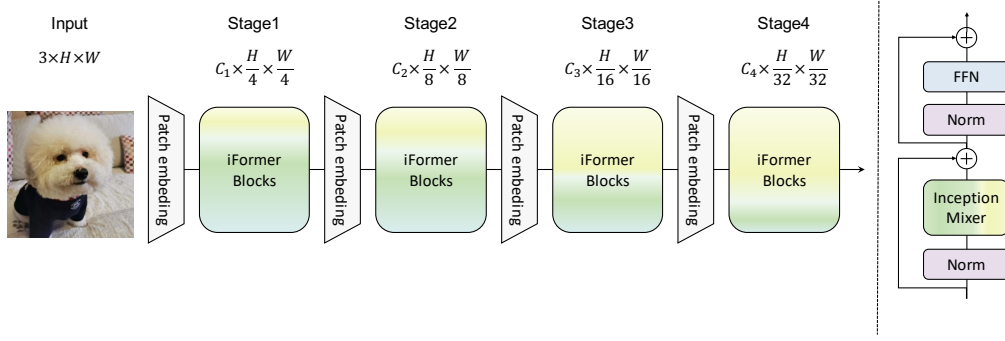 Input
3×H×W
Stage1
C₁×H/4×W/4
Stage2
C₂×H/8×W/8
Stage3
C₃×H/16×W/16
Stage4
C₄×H/32×W/32
Patch embeding
iFormer
Blocks
Patch embeding
iFormer
Blocks
Patch embeding
iFormer
Blocks
Patch embeding
iFormer
Blocks
+
FFN
Norm
+
Inception
Mixer
Norm